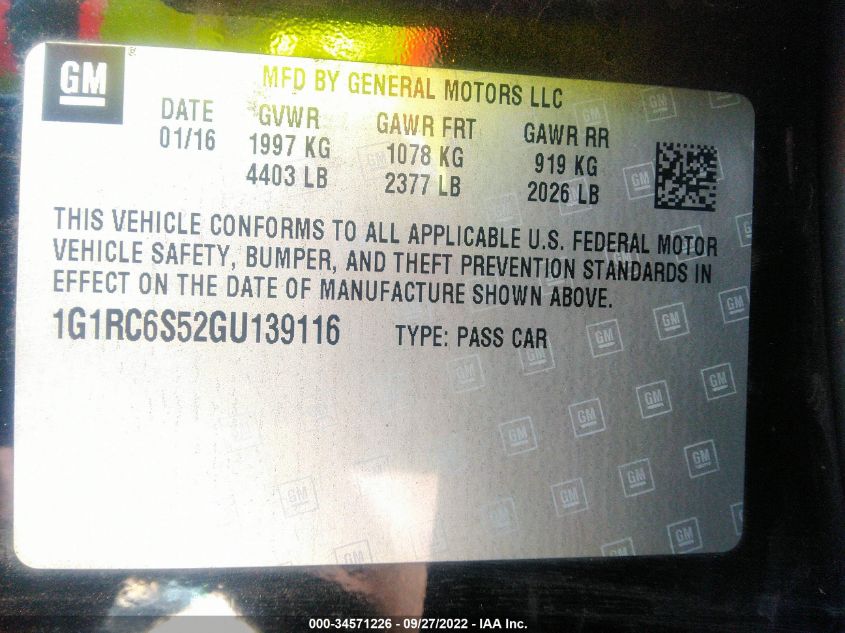 GM
MFD BY GENERAL MOTORS LLC
DATE GVWR GAWR FRT GAWR RR
01/16 1997 KG 1078 KG 919 KG
4403 LB 2377 LB 2026 LB
THIS VEHICLE CONFORMS TO ALL APPLICABLE U.S. FEDERAL MOTOR
VEHICLE SAFETY, BUMPER, AND THEFT PREVENTION STANDARDS IN
EFFECT ON THE DATE OF MANUFACTURE SHOWN ABOVE.
1G1RC6S52GU139116 TYPE: PASS CAR
000-34571226 - 09/27/2022 - IAA Inc.